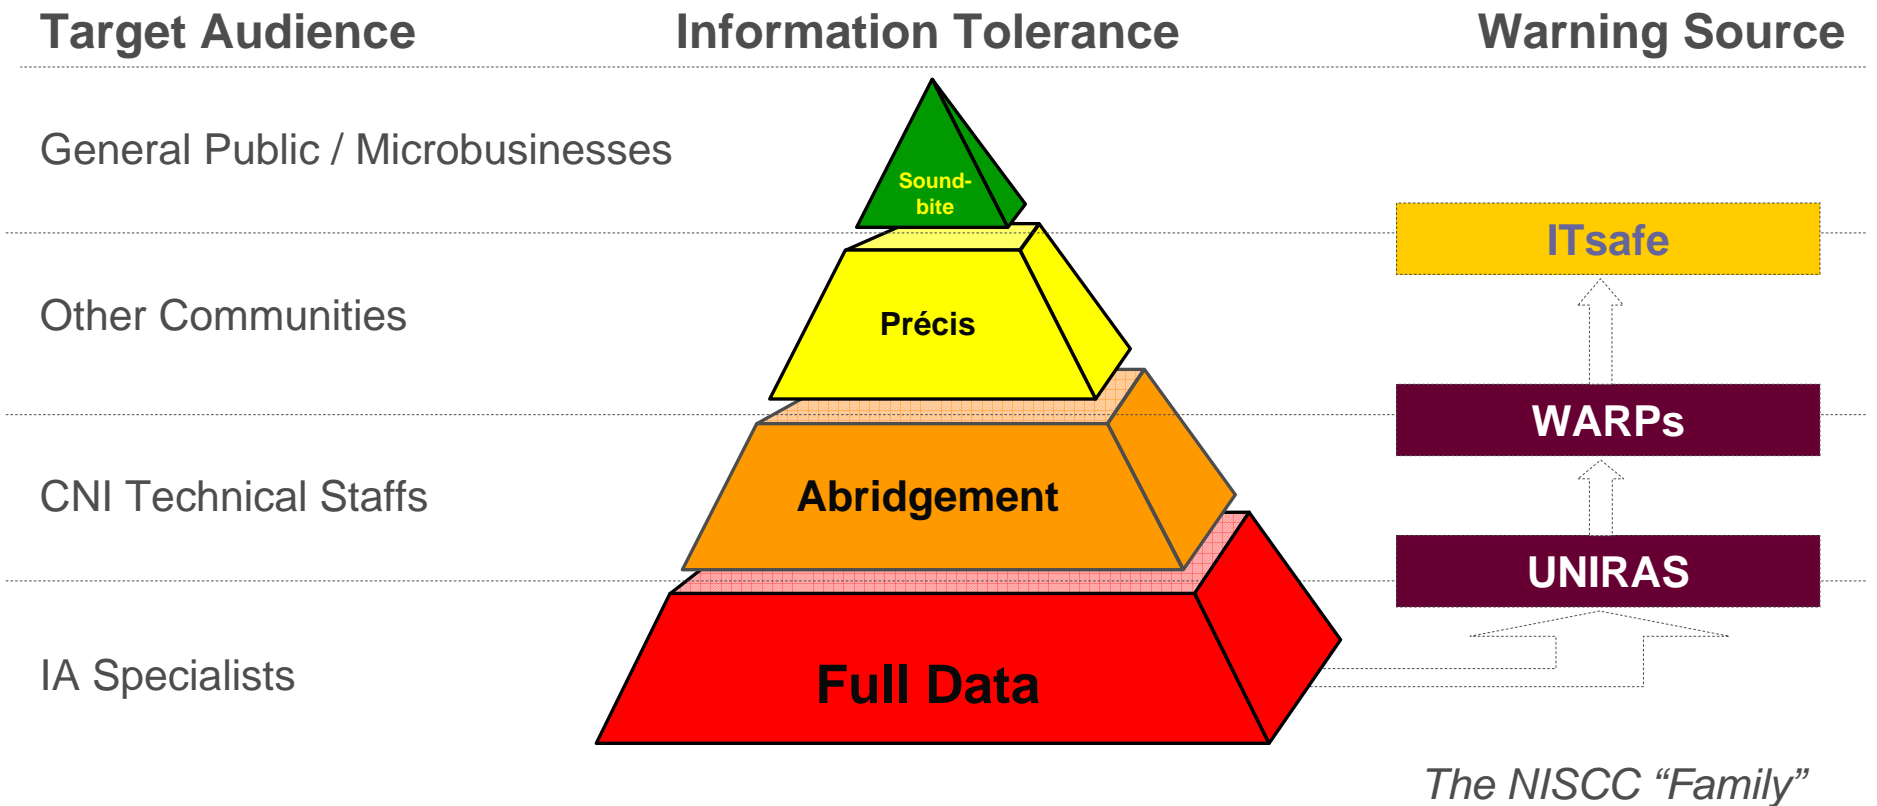 Target Audience
Information Tolerance
Warning Source
General Public / Microbusinesses
Sound-
bite
ITsafe
Other Communities
Précis
WARPs
CNI Technical Staffs
Abridgement
UNIRAS
IA Specialists
Full Data
The NISCC “Family”